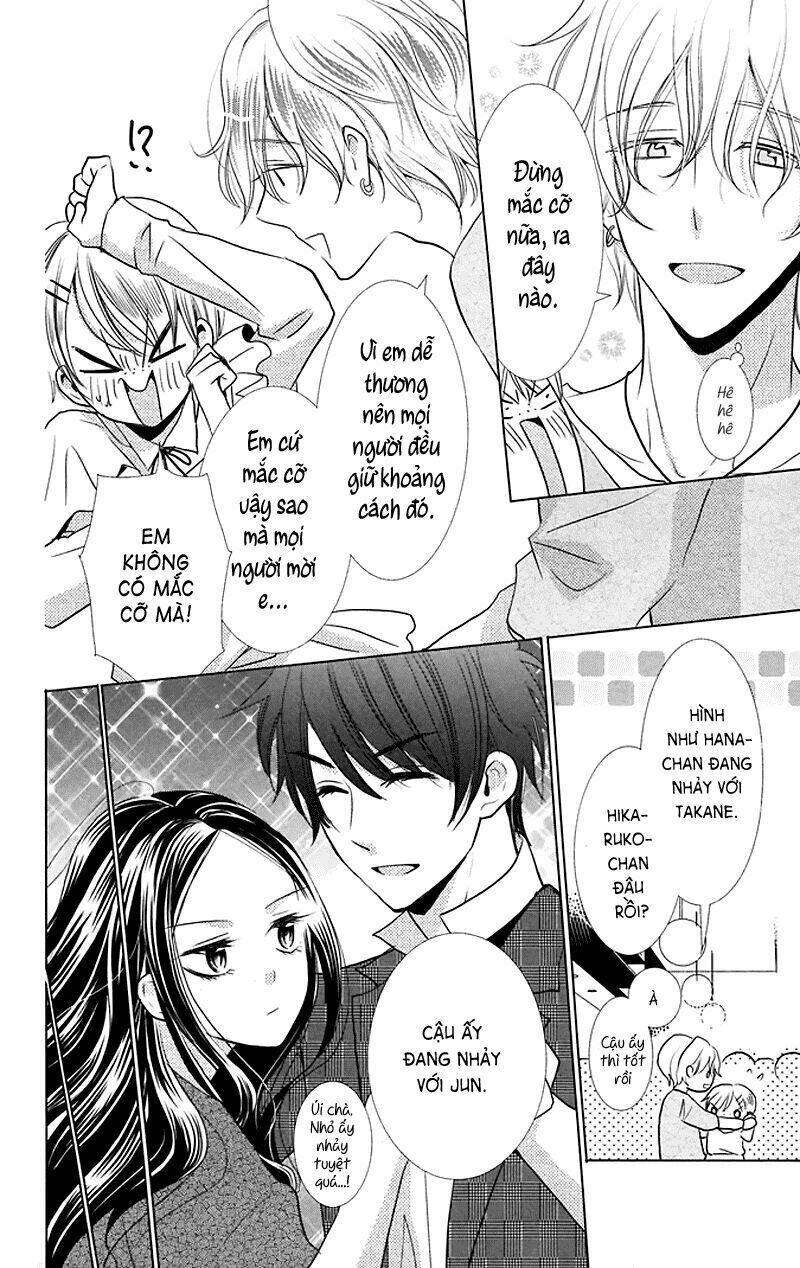 Đừng
mắc cỡ
nữa, ra
đây
nào.
Hê
hê
hê
!?
Vì em dễ
thương
nên mọi
người đều
giữ khoảng
cách đó.
Em cứ
mắc cỡ
vậy sao
mà mọi
người mời
e...
EM
KHÔNG
CÓ MẮC
CỠ MÀ!
HÌNH
NHƯ HANA-
CHAN ĐANG
NHẢY VỚI
TAKANE.
HIKA-
RUKO-
CHAN
ĐÂU
RỒI?
À
Cậu ấy
thì tốt
rồi
CẬU ẤY
ĐANG NHẢY
VỚI JUN.
Úi chà,
Nhỏ ấy
nhảy
tuyệt
quá...!